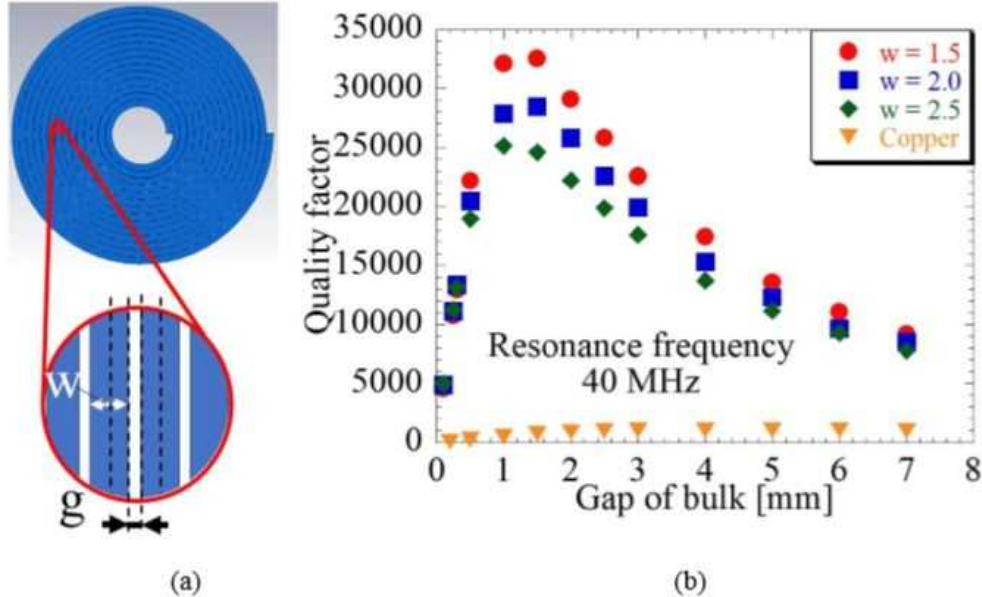 W
g
(a)
35000
30000
25000
20000
15000
10000
5000
0
Quality factor
w = 1.5
w = 2.0
w = 2.5
Copper
Resonance frequency
40 MHz
0 1 2 3 4 5 6 7 8
Gap of bulk [mm]
(b)